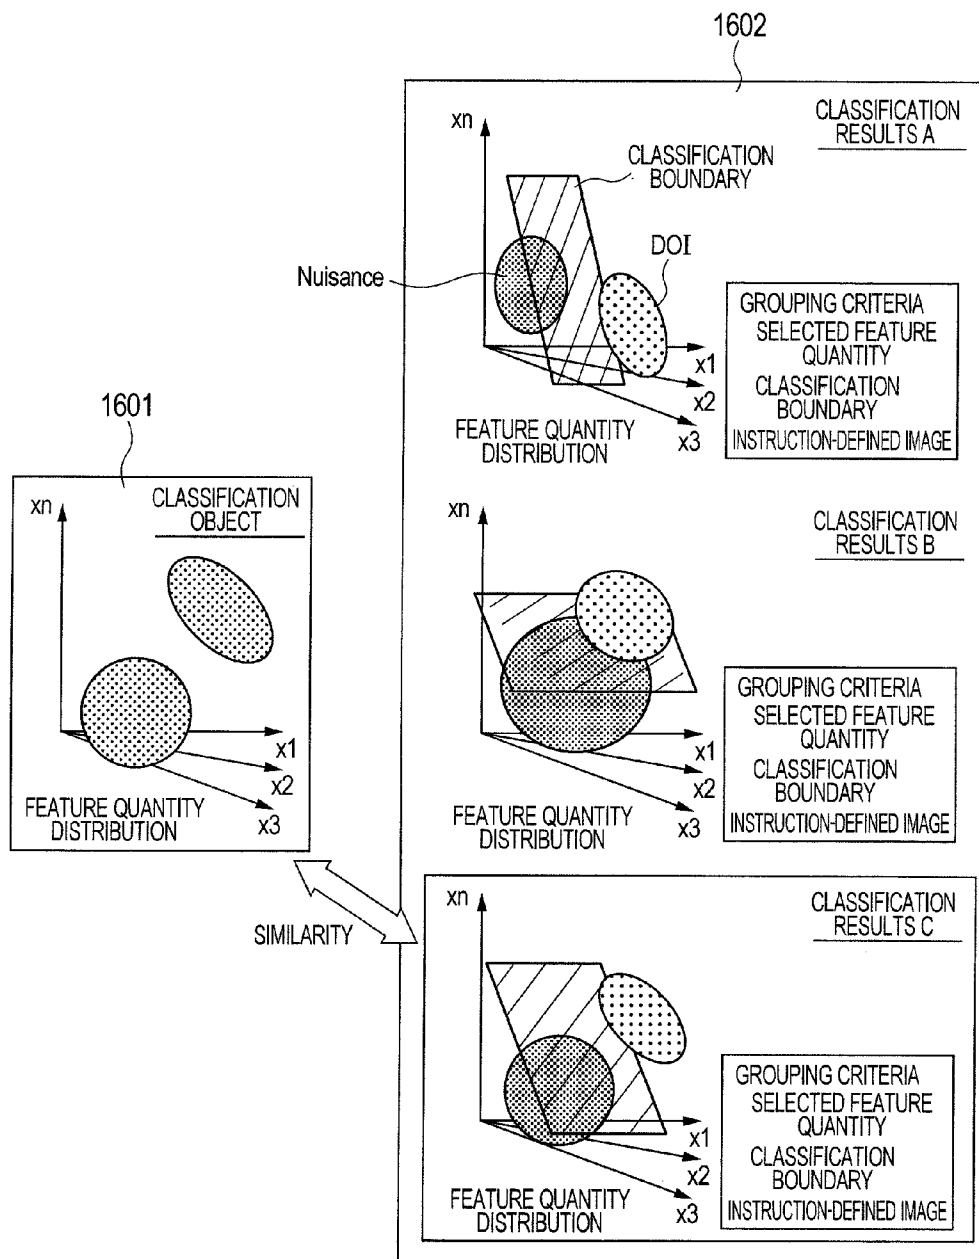 1602
CLASSIFICATION
RESULTS A
xn
CLASSIFICATION
BOUNDARY
DOI
Nuisance
x1
x2
x3
FEATURE QUANTITY
DISTRIBUTION
GROUPING CRITERIA
SELECTED FEATURE
QUANTITY
CLASSIFICATION
BOUNDARY
INSTRUCTION-DEFINED IMAGE
1601
CLASSIFICATION
OBJECT
xn
x1
x2
x3
FEATURE QUANTITY
DISTRIBUTION
SIMILARITY
CLASSIFICATION
RESULTS B
xn
x1
x2
x3
FEATURE QUANTITY
DISTRIBUTION
GROUPING CRITERIA
SELECTED FEATURE
QUANTITY
CLASSIFICATION
BOUNDARY
INSTRUCTION-DEFINED IMAGE
CLASSIFICATION
RESULTS C
xn
x1
x2
x3
FEATURE QUANTITY
DISTRIBUTION
GROUPING CRITERIA
SELECTED FEATURE
QUANTITY
CLASSIFICATION
BOUNDARY
INSTRUCTION-DEFINED IMAGE